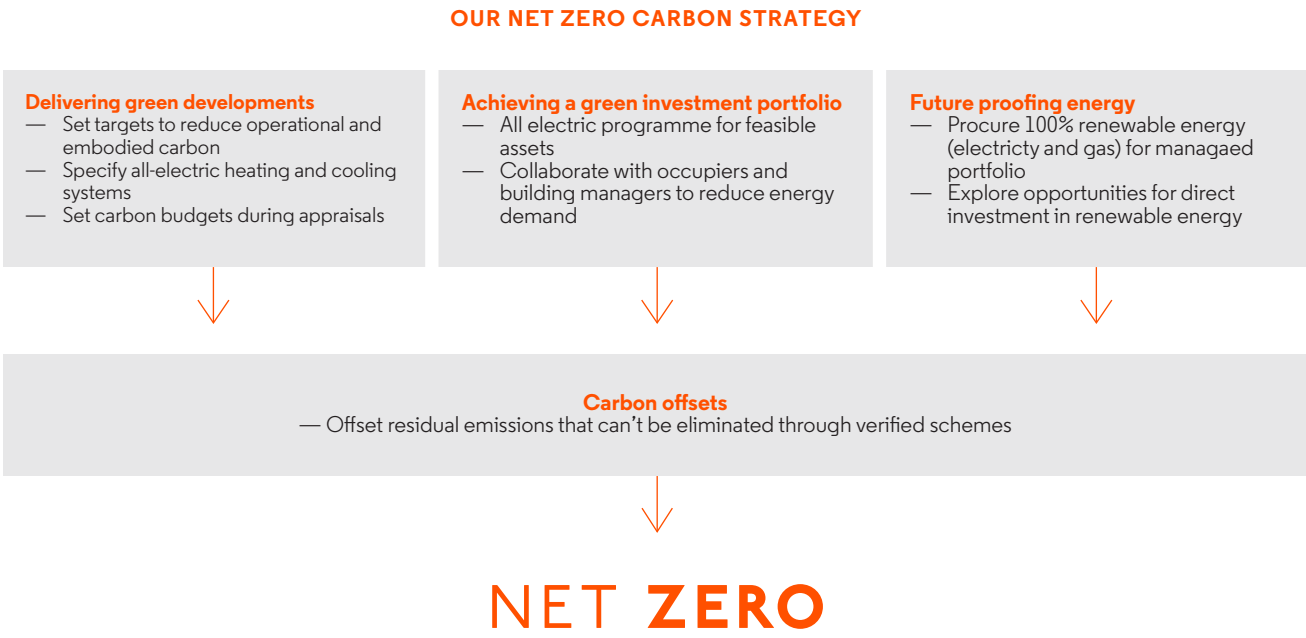 OUR NET ZERO CARBON STRATEGY
Delivering green developments
— Set targets to reduce operational and
embodied carbon
— Specify all-electric heating and cooling
systems
— Set carbon budgets during appraisals
Achieving a green investment portfolio
— All electric programme for feasible
assets
— Collaborate with occupiers and
building managers to reduce energy
demand
Future proofing energy
— Procure 100% renewable energy
(electricty and gas) for managaed
portfolio
— Explore opportunities for direct
investment in renewable energy
Carbon offsets
— Offset residual emissions that can’t be eliminated through verified schemes
NET ZERO